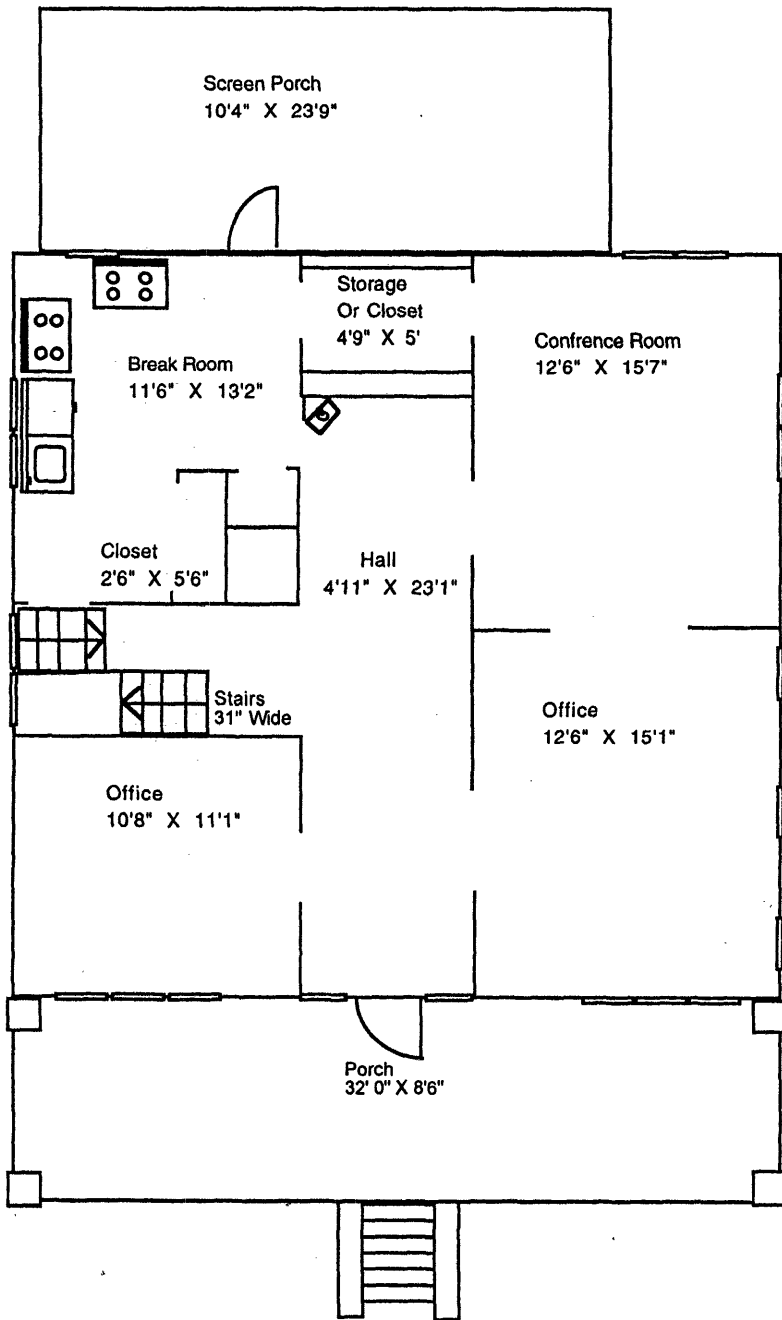 Screen Porch
10'4" X 23'9"
Storage
Or Closet
4'9" X 5'
Confrence Room
12'6" X 15'7"
Break Room
11'6" X 13'2"
Closet
2'6" X 5'6"
Hall
4'11" X 23'1"
Stairs
31" Wide
Office
12'6" X 15'1"
Office
10'8" X 11'1"
Porch
32' 0" X 8'6"